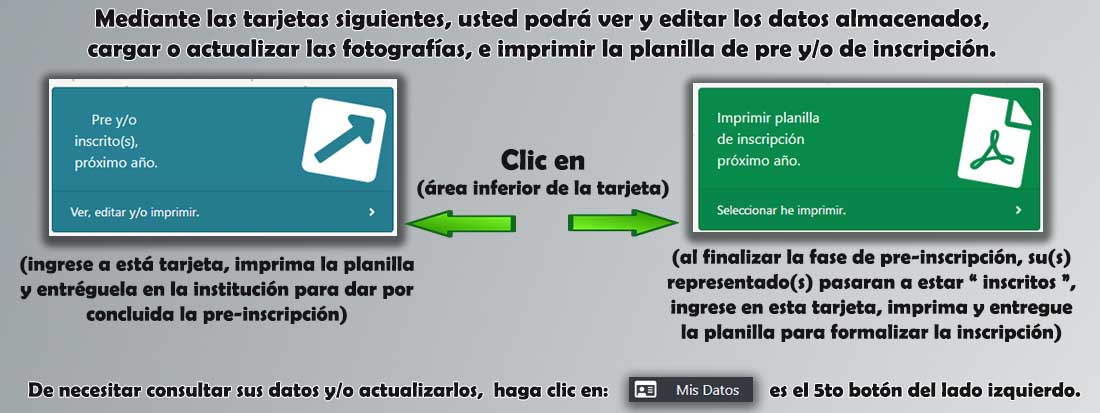 Mediante las tarjetas siguientes, usted podrá ver y editar los datos almacenados,
cargar o actualizar las fotografías, e imprimir la planilla de pre y/o de inscripción.
Pre y/o
inscrito(s),
próximo año.
Ver, editar y/o imprimir.
Clic en
(área inferior de la tarjeta)
Imprimir planilla
de inscripción
próximo año.
Seleccionar he imprimir.
(ingrese a está tarjeta, imprima la planilla
y entréguela en la institución para dar por
concluida la pre-inscripción)
(al finalizar la fase de pre-inscripción, su(s)
representado(s) pasaran a estar “ inscritos ”,
ingrese en esta tarjeta, imprima y entregue
la planilla para formalizar la inscripción)
De necesitar consultar sus datos y/o actualizarlos, haga clic en: Mis Datos es el 5to botón del lado izquierdo.